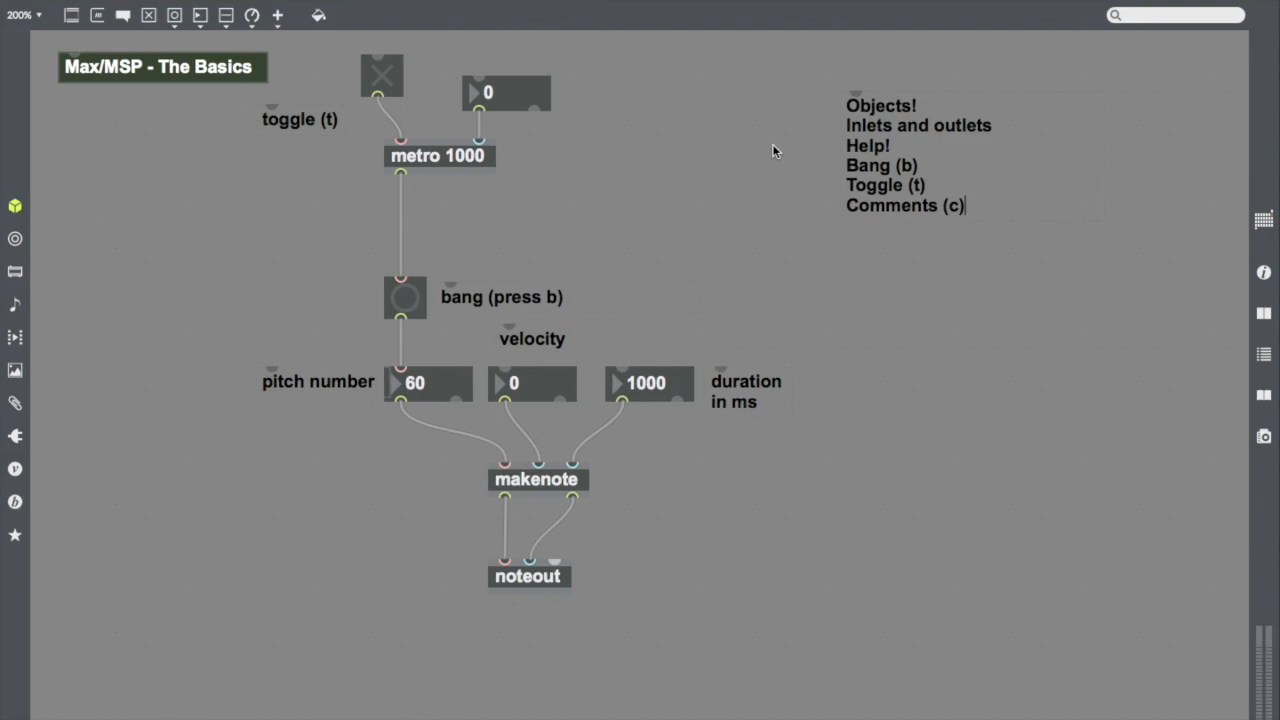 200%
Max/MSP - The Basics
0
toggle (t)
metro 1000
Objects!
Inlets and outlets
Help!
Bang (b)
Toggle (t)
Comments (c)
bang (press b)
velocity
pitch number
60
0
1000
duration
in ms
makenote
noteout